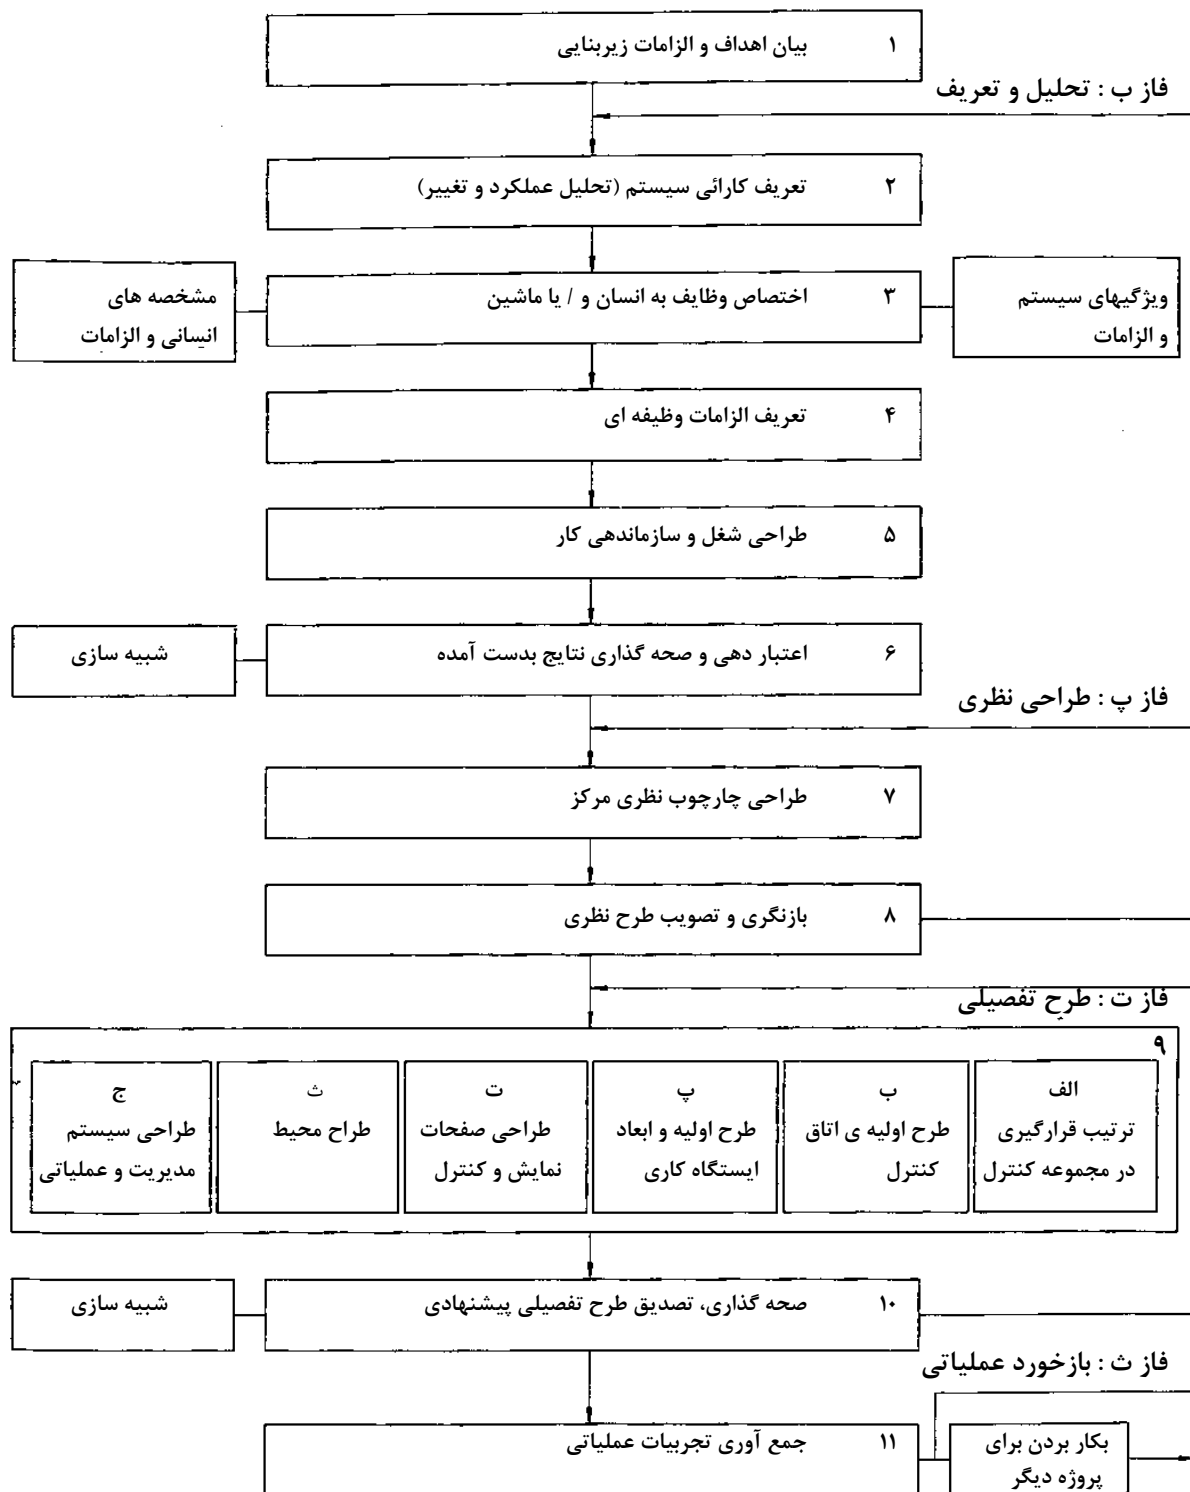 ۱ بیان اهداف و الزامات زیربنایی
فاز ب : تحلیل و تعریف
۲ تعریف کارائی سیستم (تحلیل عملکرد و تغییر)
ویژگیهای سیستم
و الزامات
۳ اختصاص وظایف به انسان و / یا ماشین
مشخصه های
انسانی و الزامات
۴ تعریف الزامات وظیفه ای
۵ طراحی شغل و سازماندهی کار
۶ اعتبار دهی و صحه گذاری نتایج بدست آمده
شبیه سازی
فاز پ : طراحی نظری
۷ طراحی چارچوب نظری مرکز
۸ بازنگری و تصویب طرح نظری
فاز ت : طرح تفصیلی
۹
الف
ترتیب قرارگیری
در مجموعه کنترل
ب
طرح اولیه ی اتاق
کنترل
پ
طرح اولیه و ابعاد
ایستگاه کاری
ت
طراحی صفحات
نمایش و کنترل
ث
طراح محیط
ج
طراحی سیستم
مدیریت و عملیاتی
۱۰ صحه گذاری، تصدیق طرح تفصیلی پیشنهادی
شبیه سازی
فاز ث : بازخورد عملیاتی
۱۱ جمع آوری تجربیات عملیاتی
بکار بردن برای
پروژه دیگر